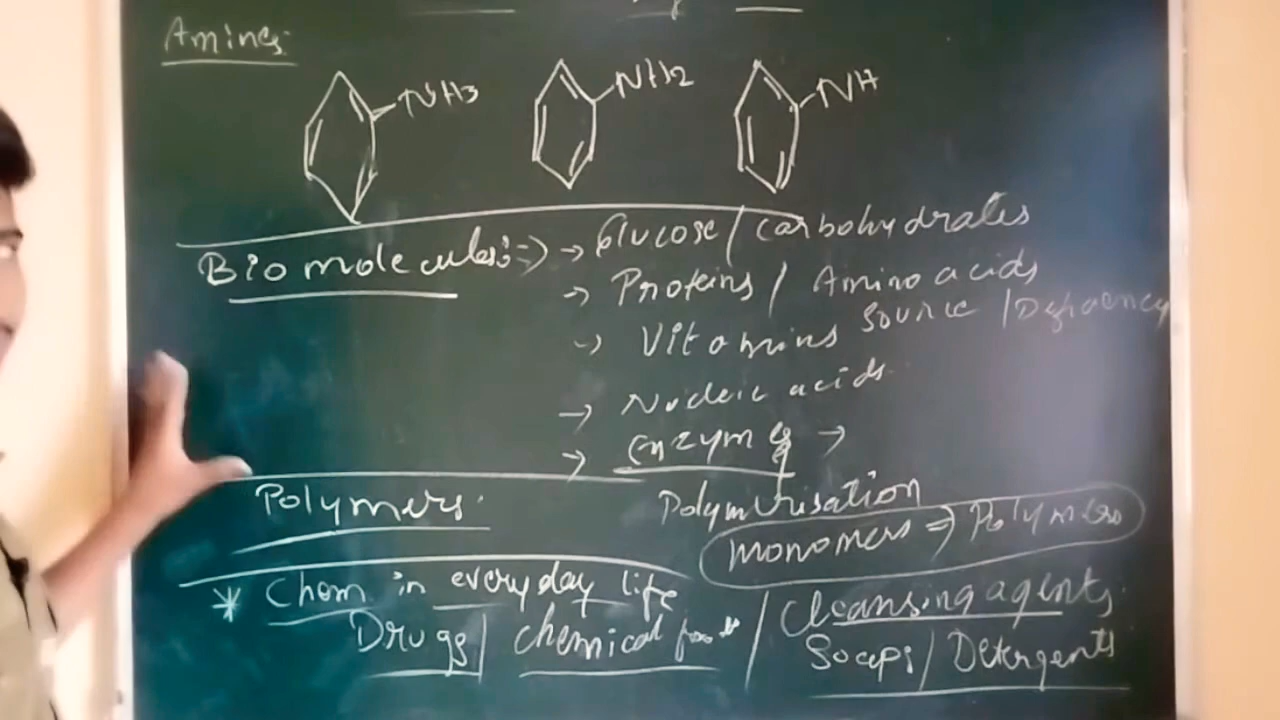 Amines:
NH3 NH2 NH
Biomolecules:- → Glucose / Carbohydrates
→ Proteins / Amino acids
→ Vitamins Source / Deficiency
→ Nucleic acids
→ Enzymes →
Polymers. Polymerisation
monomers ⇒ Polymers
* Chem in everyday life
Drugs / chemical / Cleansing agents.
Soaps / Detergents